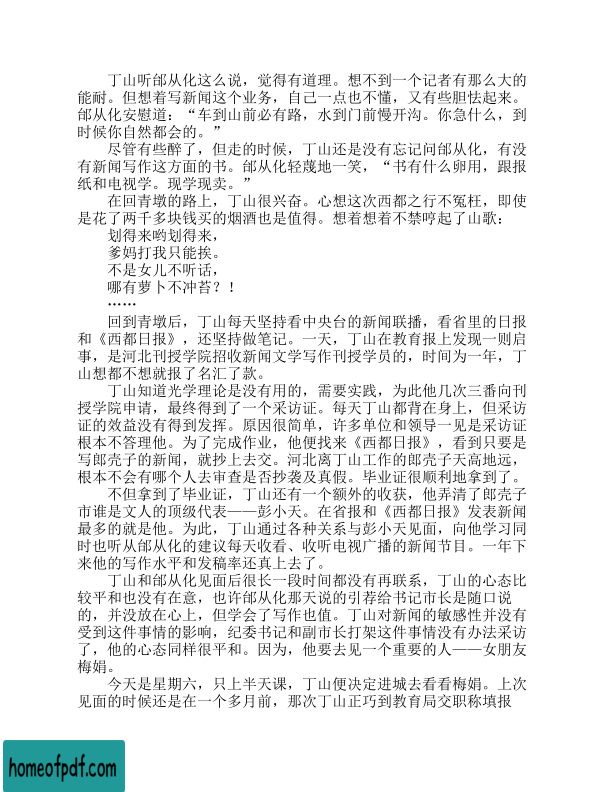 丁山听邰从化这么说，觉得有道理。想不到一个记者有那么大的
能耐。但想着写新闻这个业务，自己一点也不懂，又有些胆怯起来。
邰从化安慰道：“车到山前必有路，水到门前慢开沟。你急什么，到
时候你自然都会的。”
尽管有些醉了，但走的时候，丁山还是没有忘记问邰从化，有没
有新闻写作这方面的书。邰从化轻蔑地一笑，“书有什么卵用，跟报
纸和电视学。现学现卖。”
在回青墩的路上，丁山很兴奋。心想这次西都之行不冤枉，即使
是花了两千多块钱买的烟酒也是值得。想着想着不禁哼起了山歌：
划得来哟划得来，
爹妈打我只能挨。
不是女儿不听话，
哪有萝卜不冲苔？！
……
回到青墩后，丁山每天坚持看中央台的新闻联播，看省里的日报
和《西都日报》，还坚持做笔记。一天，丁山在教育报上发现一则启
事，是河北刊授学院招收新闻文学写作刊授学员的，时间为一年，丁
山想都不想就报了名汇了款。
丁山知道光学理论是没有用的，需要实践，为此他几次三番向刊
授学院申请，最终得到了一个采访证。每天丁山都背在身上，但采访
证的效益没有得到发挥。原因很简单，许多单位和领导一见是采访证
根本不答理他。为了完成作业，他便找来《西都日报》，看到只要是
写郎壳子的新闻，就抄上去交。河北离丁山工作的郎壳子天高地远，
根本不会有哪个人去审查是否抄袭及真假。毕业证很顺利地拿到了。
不但拿到了毕业证，丁山还有一个额外的收获，他弄清了郎壳子
市谁是文人的顶级代表——彭小天。在省报和《西都日报》发表新闻
最多的就是他。为此，丁山通过各种关系与彭小天见面，向他学习同
时也听从邰从化的建议每天收看、收听电视广播的新闻节目。一年下
来他的写作水平和发稿率还真上去了。
丁山和邰从化见面后很长一段时间都没有再联系，丁山的心态比
较平和也没有在意，也许邰从化那天说的引荐给书记市长是随口说
的，并没放在心上，但学会了写作也值。丁山对新闻的敏感性并没有
受到这件事情的影响，纪委书记和副市长打架这件事情没有办法采访
了，他的心态同样很平和。因为，他要去见一个重要的人——女朋友
梅娟。
今天是星期六，只上半天课，丁山便决定进城去看看梅娟。上次
见面的时候还是在一个多月前，那次丁山正巧到教育局交职称填报
homeofpdf.com